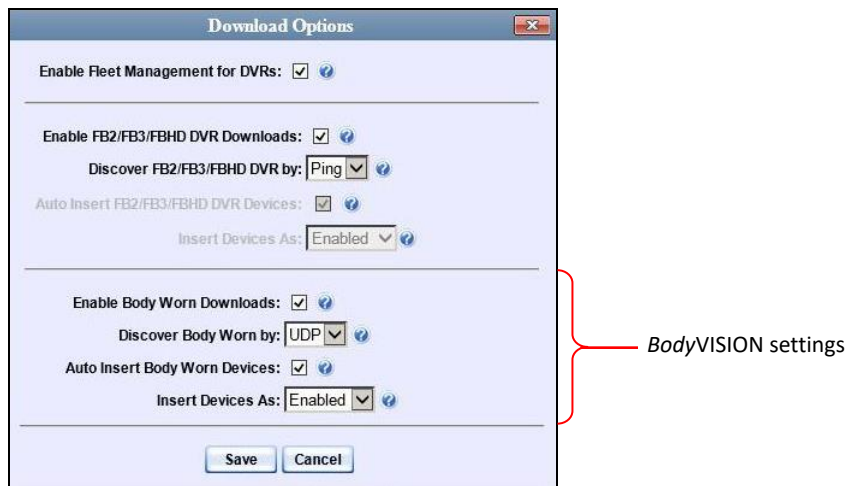 Download Options
Enable Fleet Management for DVRs:
Enable FB2/FB3/FBHD DVR Downloads:
Discover FB2/FB3/FBHD DVR by: Ping
Auto Insert FB2/FB3/FBHD DVR Devices:
Insert Devices As: Enabled
Enable Body Worn Downloads:
Discover Body Worn by: UDP
Auto Insert Body Worn Devices:
Insert Devices As: Enabled
BodyVISION settings
Save Cancel